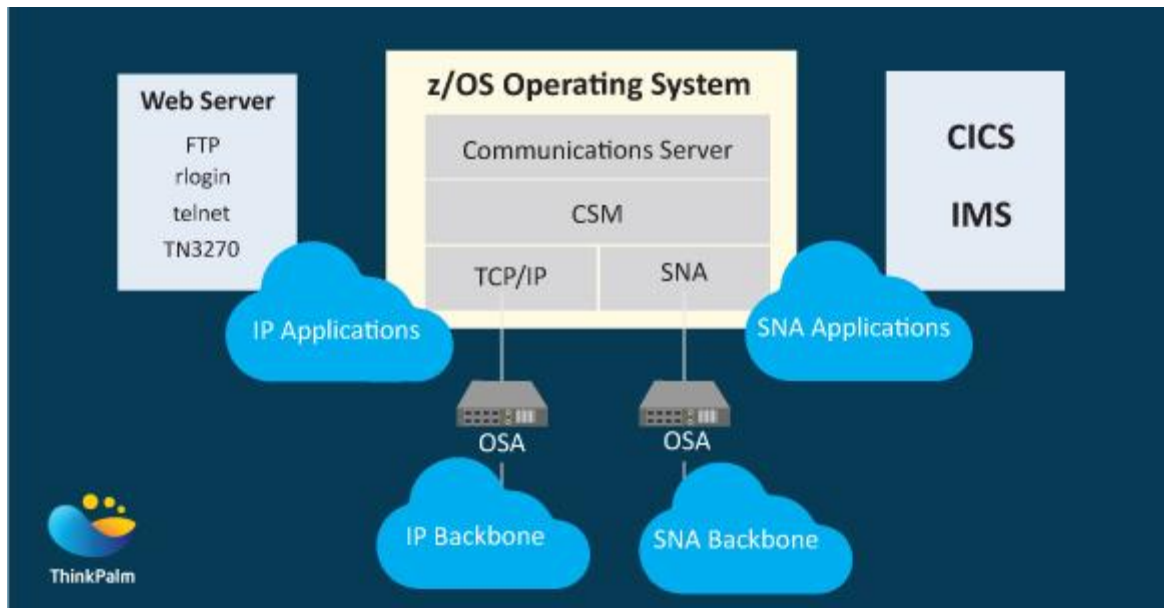 z/OS Operating System
Web Server
FTP
rlogin
telnet
TN3270
Communications Server
CSM
TCP/IP
SNA
CICS
IMS
IP Applications
SNA Applications
OSA
OSA
IP Backbone
SNA Backbone
ThinkPalm